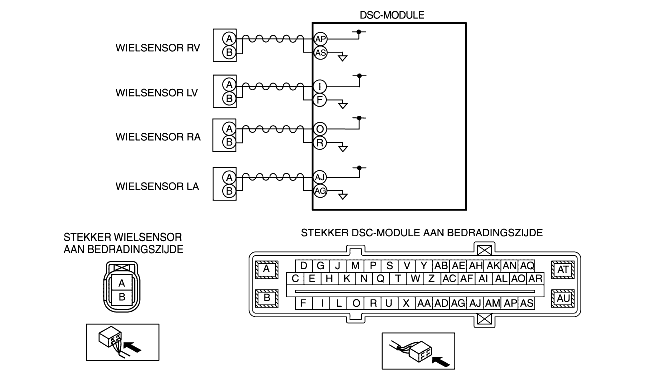 DSC-MODULE
WIELSENSOR RV
A
B
AP
AS
WIELSENSOR LV
A
B
I
F
WIELSENSOR RA
A
B
O
R
WIELSENSOR LA
A
B
AJ
AG
STEKKER WIELSENSOR
AAN BEDRADINGSZIJDE
A
B
STEKKER DSC-MODULE AAN BEDRADINGSZIJDE
A
B
D G J M P S V Y AB AE AH AK AN AQ
C E H K N Q T W Z AC AF AI AL AO AR
F I L O R U X AA AD AG AJ AM AP AS
AT
AU